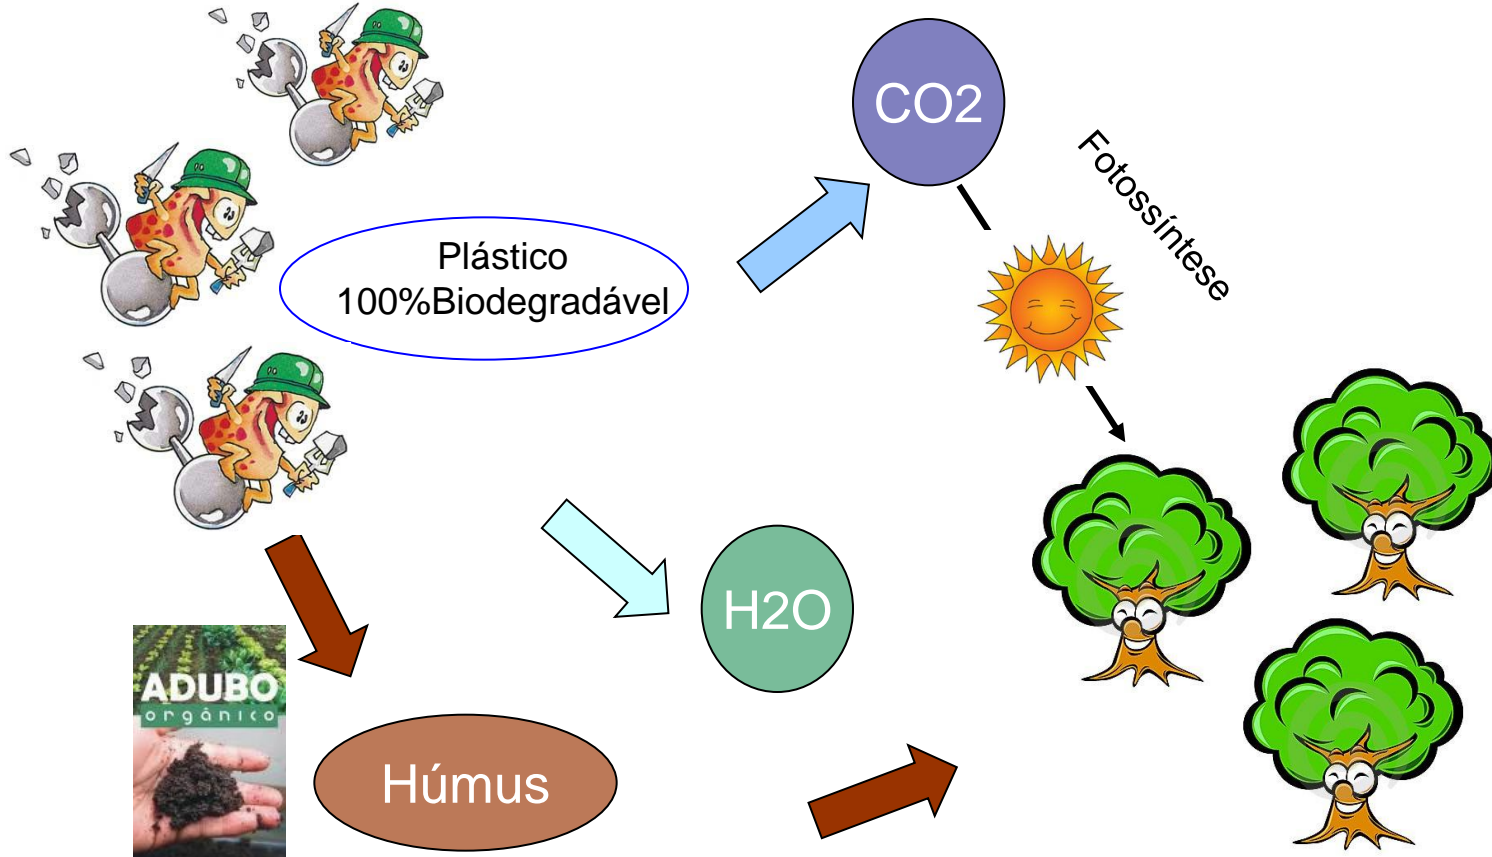 CO2
Fotossíntese
Plástico
100%Biodegradável
H2O
ADUBO
orgânico
Húmus